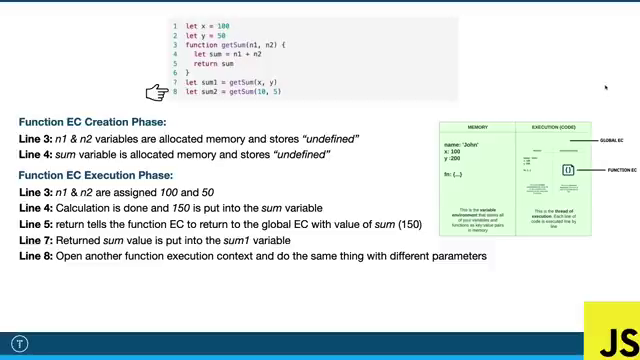 1 let x = 100
2 let y = 50
3 function getSum(n1, n2) {
4 let sum = n1 + n2
5 return sum
6 }
7 let sum1 = getSum(x, y)
8 let sum2 = getSum(10, 5)
Function EC Creation Phase:
Line 3: n1 & n2 variables are allocated memory and stores “undefined”
Line 4: sum variable is allocated memory and stores “undefined”
Function EC Execution Phase:
Line 3: n1 & n2 are assigned 100 and 50
Line 4: Calculation is done and 150 is put into the sum variable
Line 5: return tells the function EC to return to the global EC with value of sum (150)
Line 7: Returned sum value is put into the sum1 variable
Line 8: Open another function execution context and do the same thing with different parameters
MEMORY
name: 'John'
x: 100
y :200
fn: {...}
This is the variable
environment that stores all
of your variables and
functions as key value pairs
in memory
EXECUTION (CODE)
{}
This is the thread of
execution. Each line of
code is executed line by
line
GLOBAL EC
FUNCTION EC
T
JS